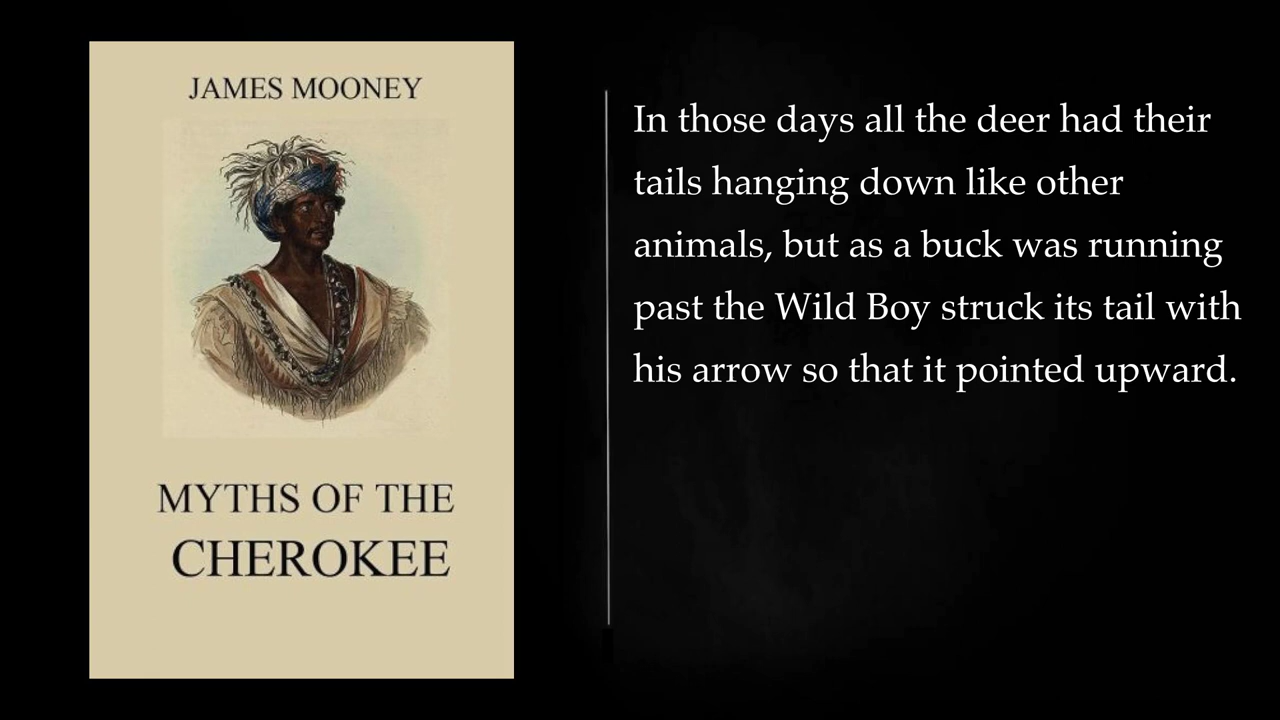 JAMES MOONEY
MYTHS OF THE
CHEROKEE
In those days all the deer had their
tails hanging down like other
animals, but as a buck was running
past the Wild Boy struck its tail with
his arrow so that it pointed upward.